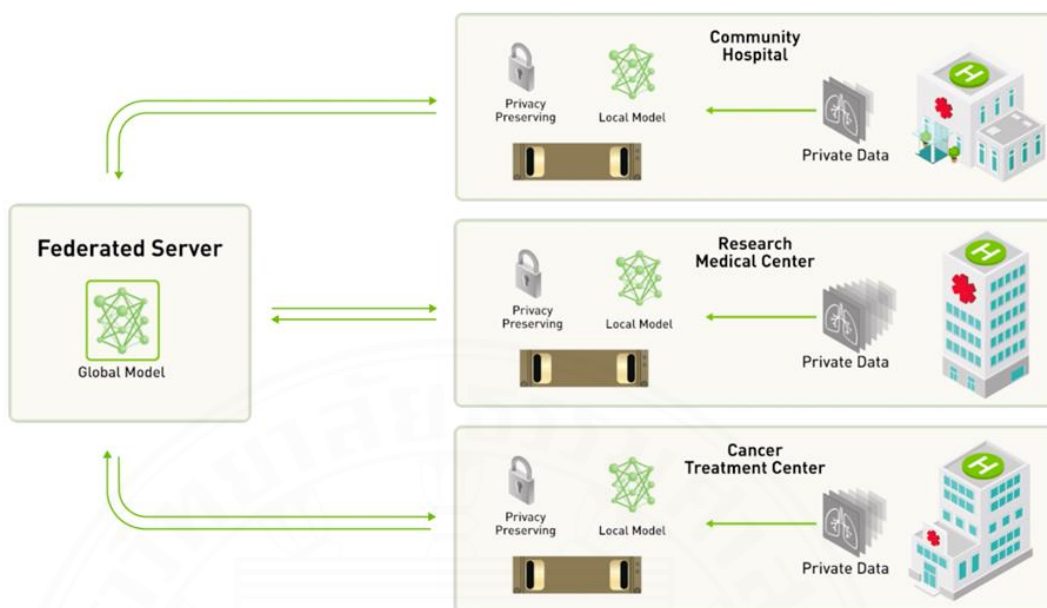 Federated Server
Global Model
Community
Hospital
Privacy
Preserving
Local Model
Private Data
H
Research
Medical Center
Privacy
Preserving
Local Model
Private Data
H
Cancer
Treatment Center
Privacy
Preserving
Local Model
Private Data
H